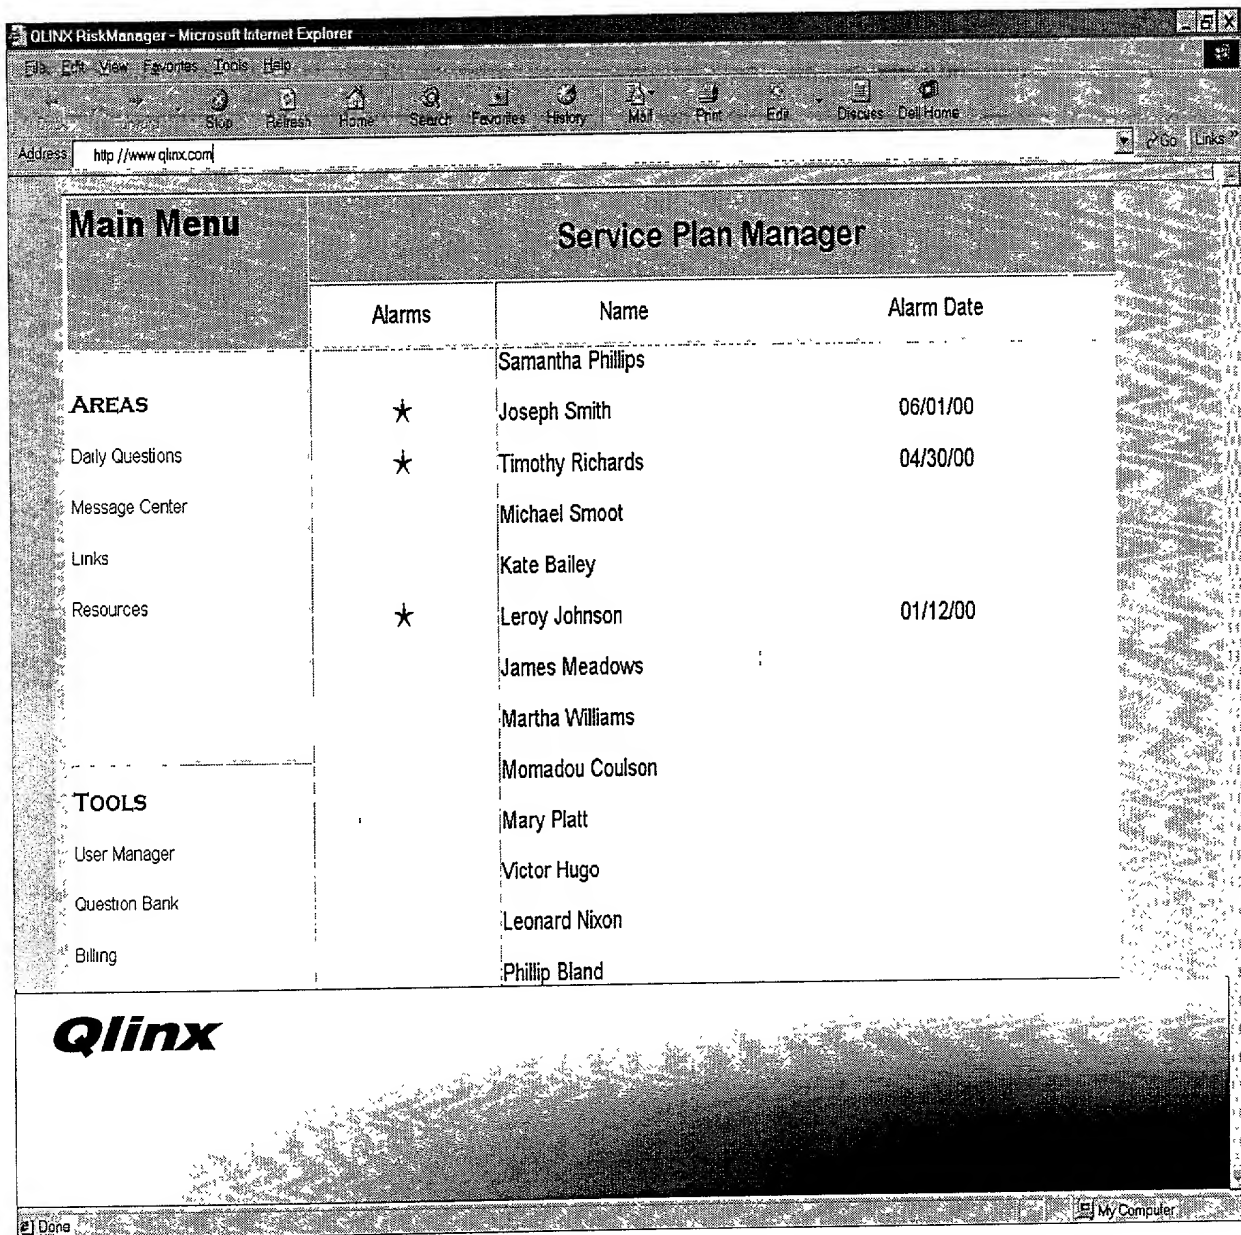 QLINX RiskManager - Microsoft Internet Explorer
File Edit View Favorites Tools Help
Stop Refresh Home Search Favorites History Mail Print Edit Discuss Dell Home
Address http //www qlinx.com Go Links »
Main Menu
Service Plan Manager
Alarms Name Alarm Date
Samantha Phillips
AREAS
★ Joseph Smith 06/01/00
Daily Questions
★ Timothy Richards 04/30/00
Message Center
Michael Smoot
Links
Kate Bailey
Resources
★ Leroy Johnson 01/12/00
James Meadows
Martha Williams
Momadou Coulson
TOOLS
Mary Platt
User Manager
Victor Hugo
Question Bank
Leonard Nixon
Billing
Phillip Bland
Qlinx
Done My Computer